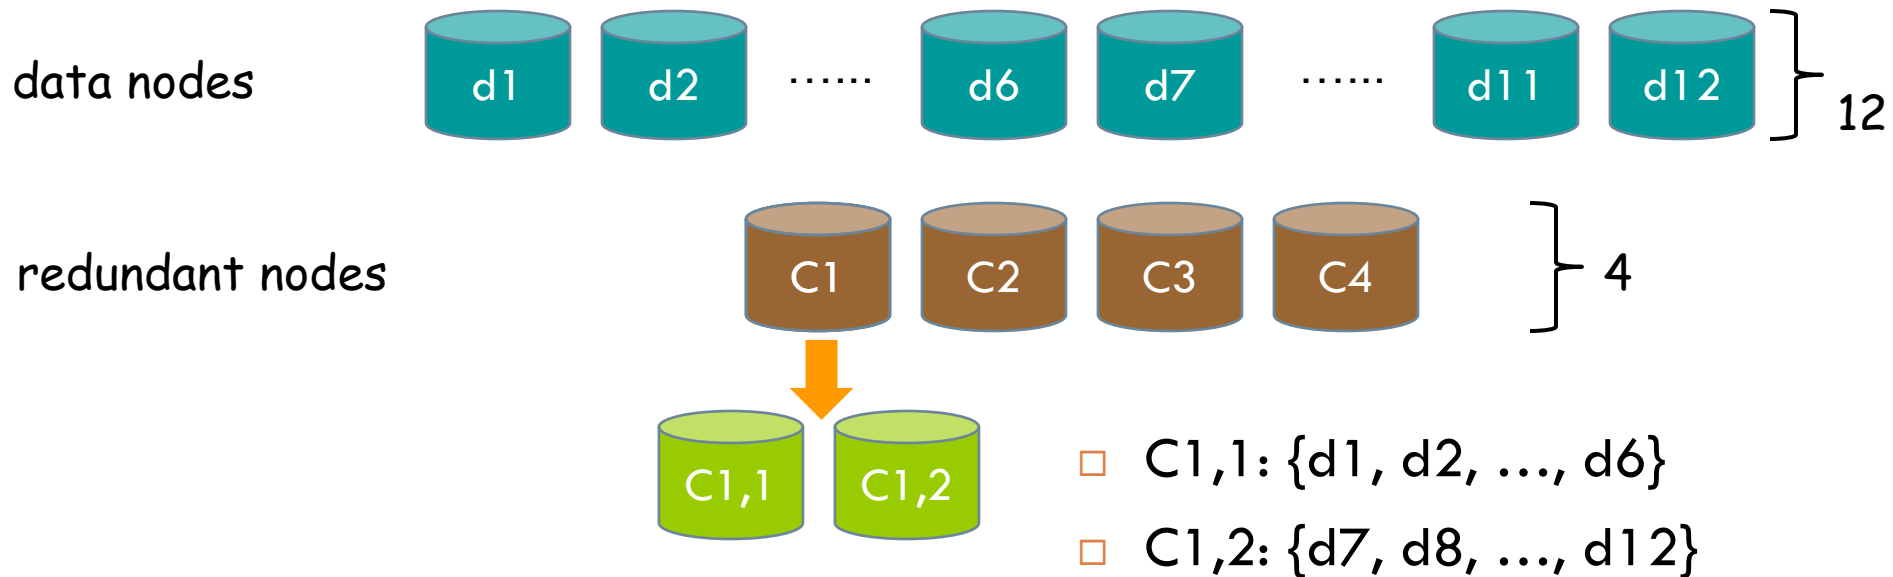 data nodes d1 d2 ...... d6 d7 ...... d11 d12 12
redundant nodes C1 C2 C3 C4 4
C1,1 C1,2
C1,1: {d1, d2, ..., d6}
C1,2: {d7, d8, ..., d12}